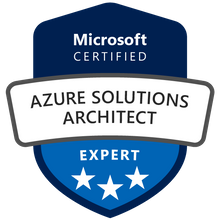 Microsoft
CERTIFIED
AZURE SOLUTIONS
ARCHITECT
EXPERT